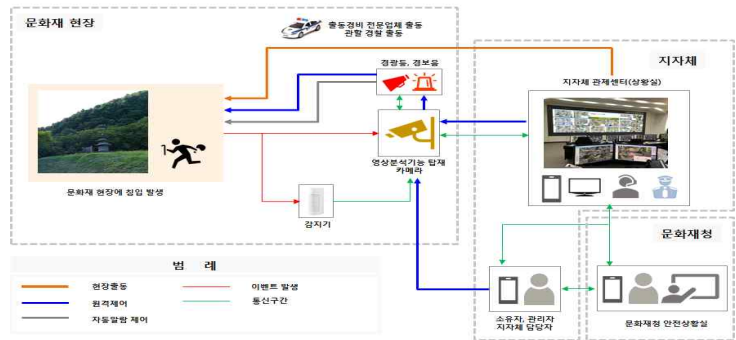 문화재 현장
출동경비 전문업체 출동
관할 경찰 출동
경광등, 경보음
영상분석기능 탑재
카메라
문화재 현장에 침입 발생
감지기
지자체
지자체 관제센터(상황실)
문화재청
소유자, 관리자
지자체 담당자
문화재청 안전상황실
범 례
현장출동
이벤트 발생
원격제어
통신구간
자동알람 제어